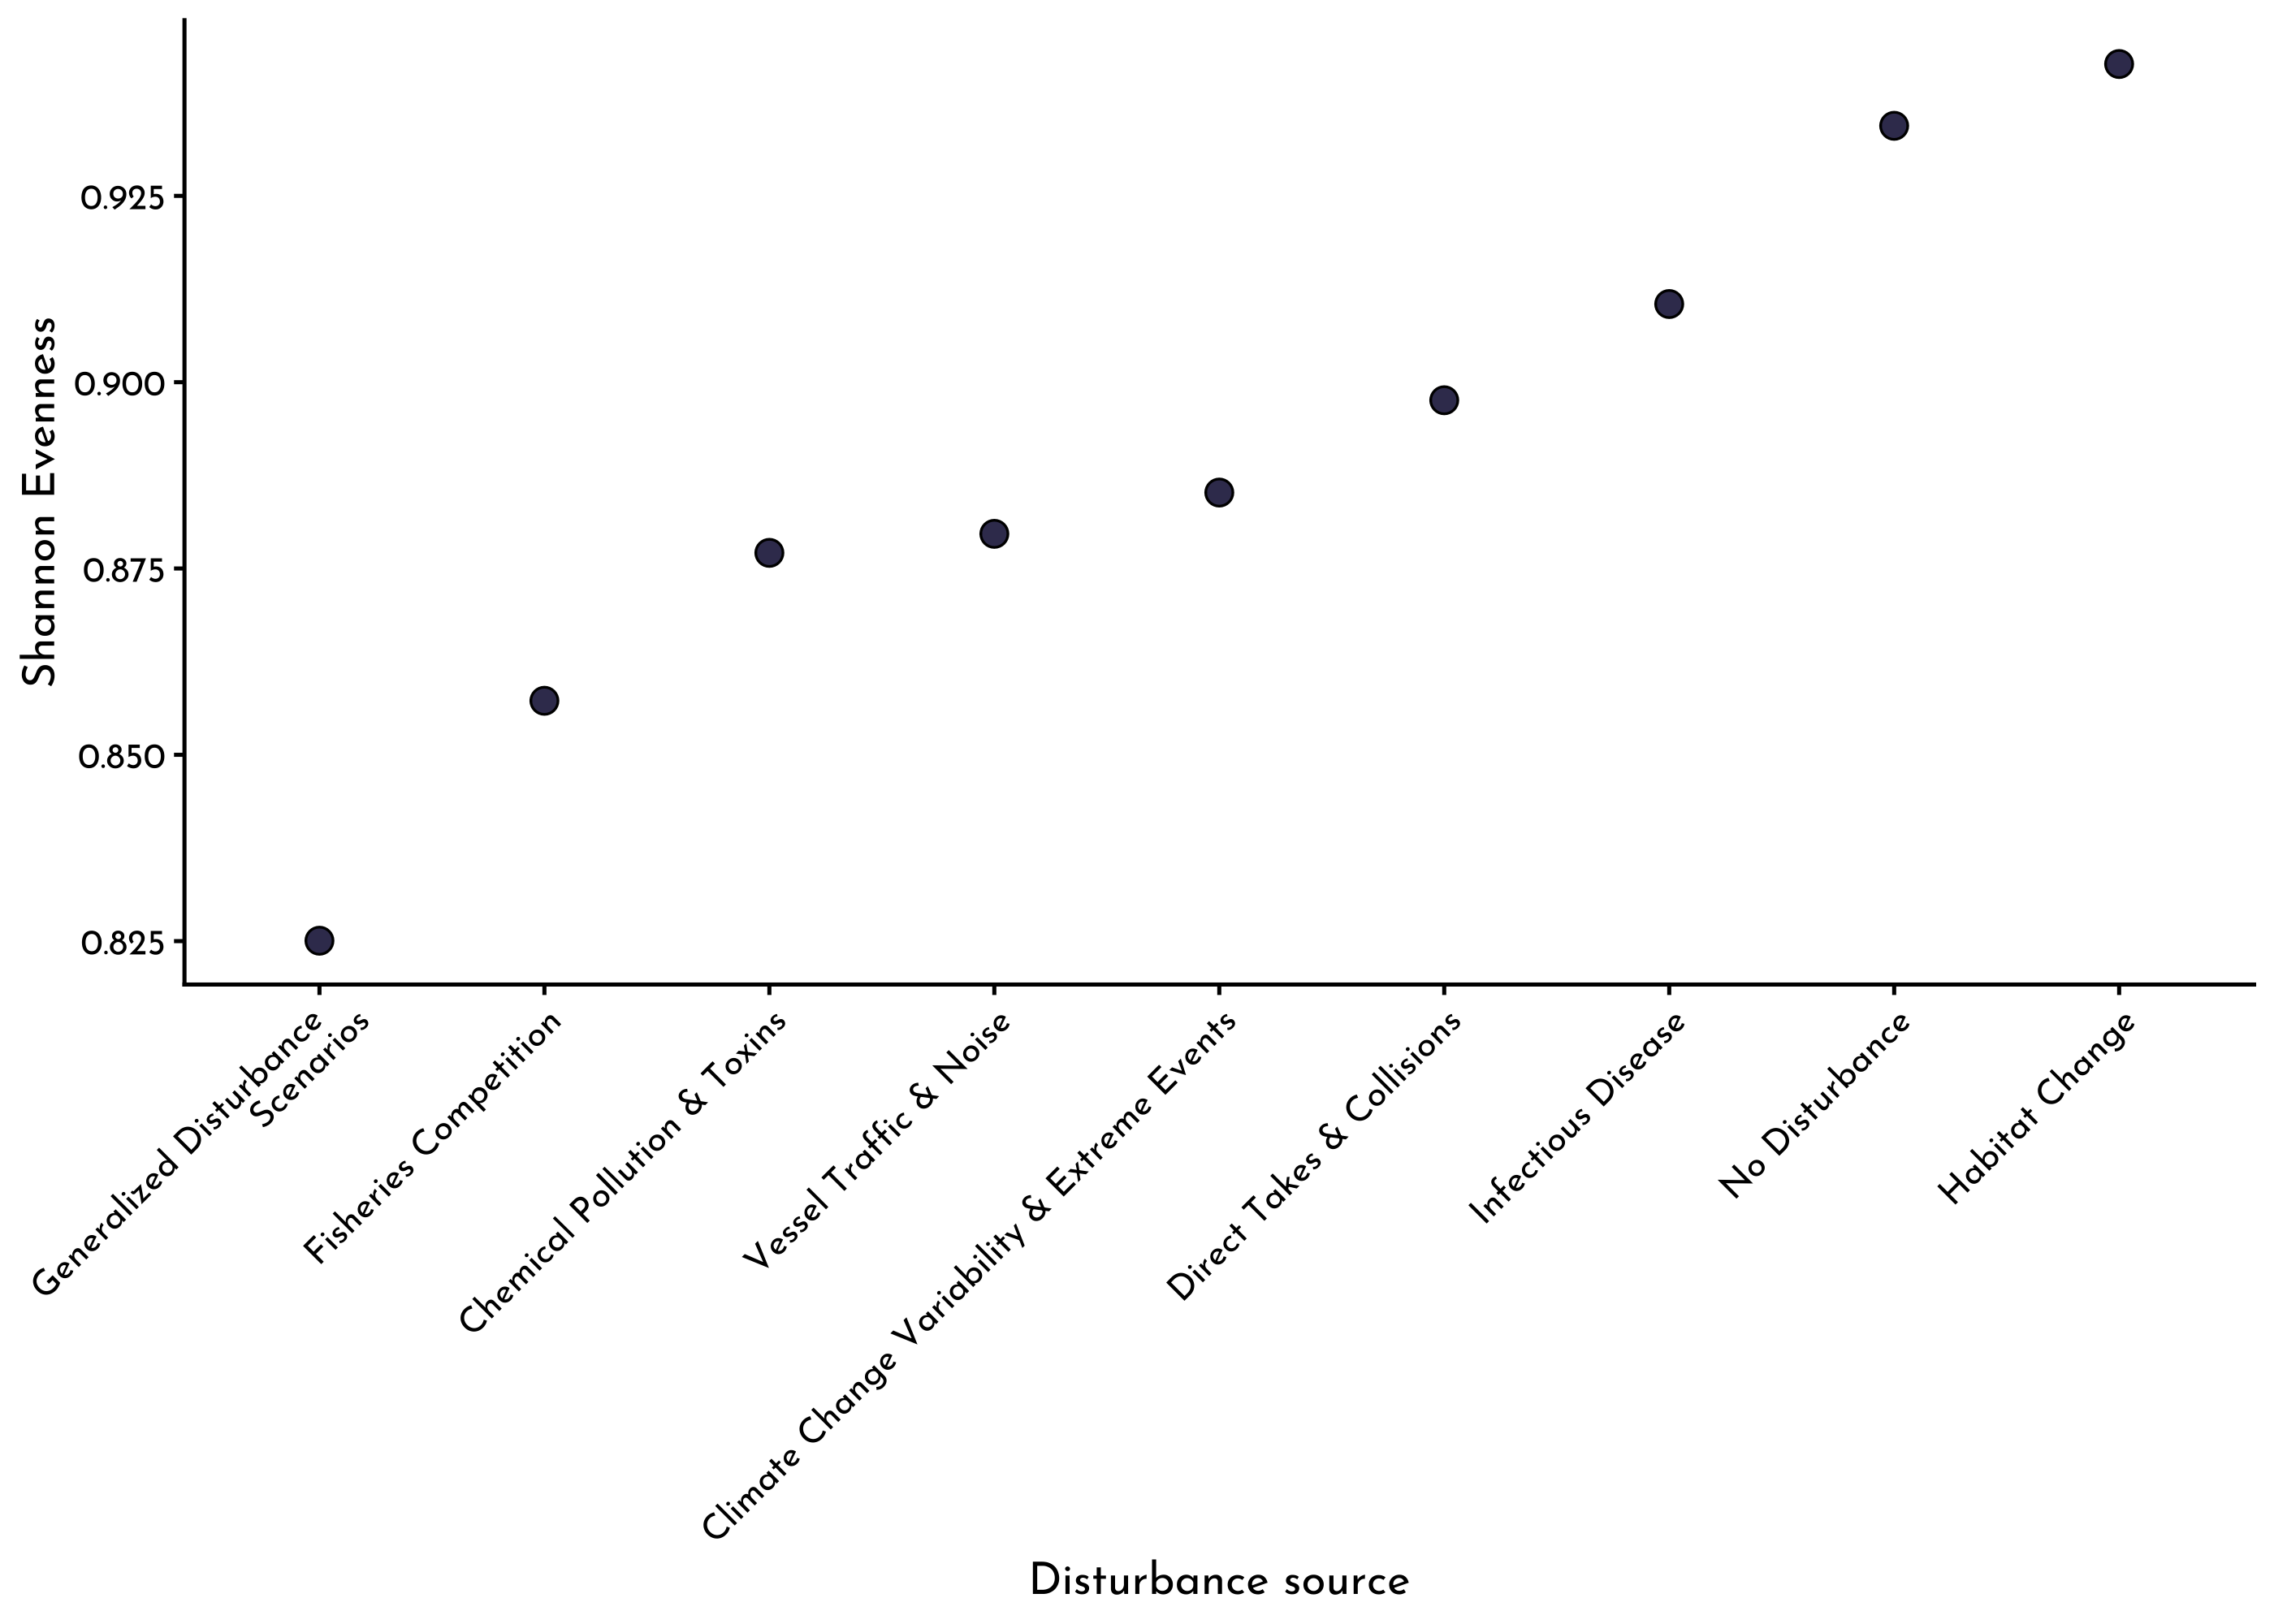 Shannon Evenness
0.925
0.900
0.875
0.850
0.825
Generalized Disturbance
Scenarios
Fisheries Competition
Chemical Pollution & Toxins
Vessel Traffic & Noise
Climate Change Variability & Extreme Events
Direct Takes & Collisions
Infectious Disease
No Disturbance
Habitat Change
Disturbance source